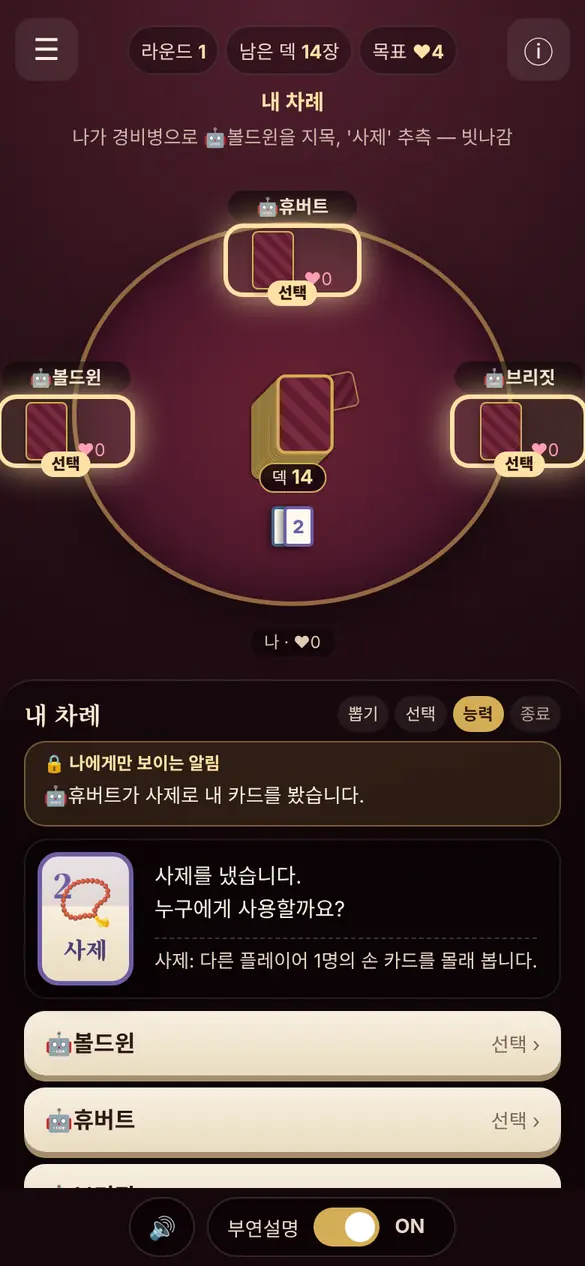 라운드 1
남은 덱 14장
목표 ♥4
내 차례
나가 경비병으로 🤖볼드윈을 지목, '사제' 추측 — 빗나감
🤖휴버트
♥0
선택
🤖볼드윈
♥0
선택
🤖브리짓
♥0
선택
덱 14
2
나 · ♥0
내 차례
뽑기
선택
능력
종료
🔒 나에게만 보이는 알림
🤖휴버트가 사제로 내 카드를 봤습니다.
2
사제
사제를 냈습니다.
누구에게 사용할까요?
사제: 다른 플레이어 1명의 손 카드를 몰래 봅니다.
🤖볼드윈
선택 ›
🤖휴버트
선택 ›
부연설명
ON